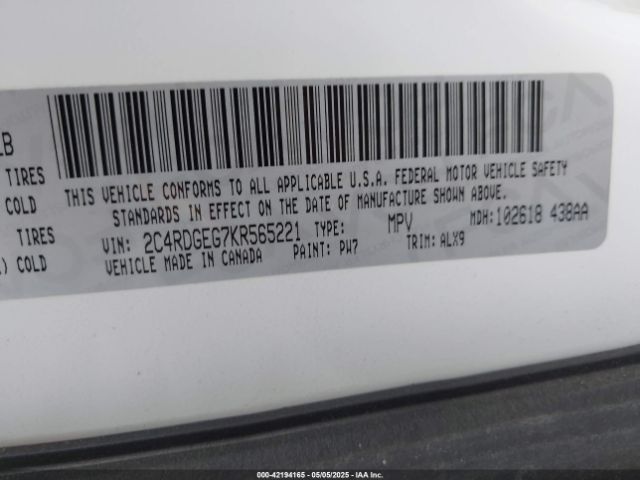 LB
TIRES
COLD
TIRES
) COLD
THIS VEHICLE CONFORMS TO ALL APPLICABLE U.S.A. FEDERAL MOTOR VEHICLE SAFETY
STANDARDS IN EFFECT ON THE DATE OF MANUFACTURE SHOWN ABOVE.
VIN: 2C4RDGEG7KR565221 TYPE: MPV MDH:102618 438AA
VEHICLE MADE IN CANADA PAINT: PW7 TRIM: ALX9
000-42194165 - 05/05/2025 - IAA Inc.